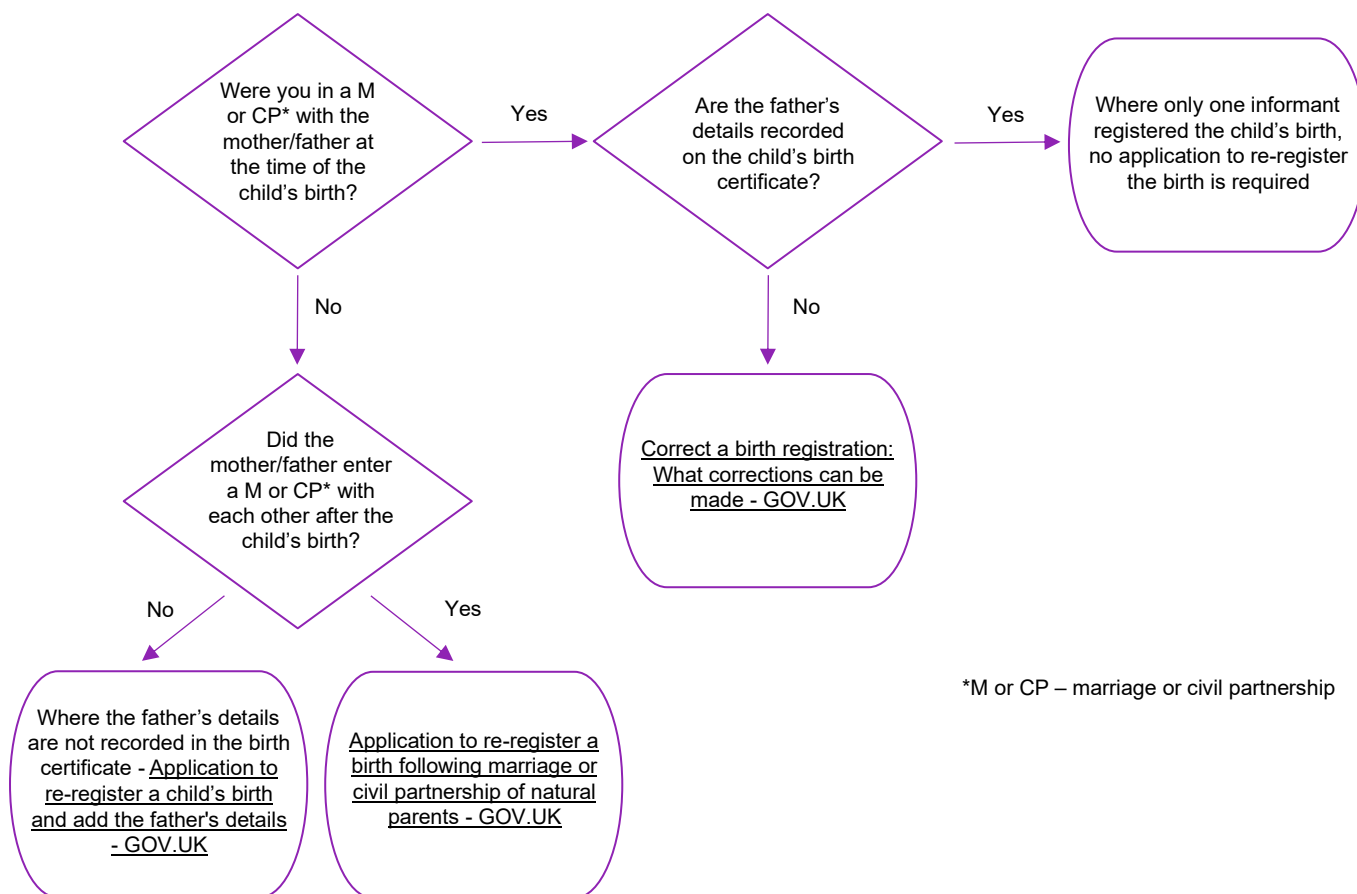 Were you in a M
or CP* with the
mother/father at
the time of the
child’s birth?
Yes
Are the father’s
details recorded
on the child’s birth
certificate?
Yes
Where only one informant
registered the child’s birth,
no application to re-register
the birth is required
No
No
Did the
mother/father enter
a M or CP* with
each other after the
child’s birth?
Correct a birth registration:
What corrections can be
made - GOV.UK
No
Yes
Where the father’s details
are not recorded in the birth
certificate - Application to
re-register a child’s birth
and add the father's details
- GOV.UK
Application to re-register a
birth following marriage or
civil partnership of natural
parents - GOV.UK
*M or CP – marriage or civil partnership